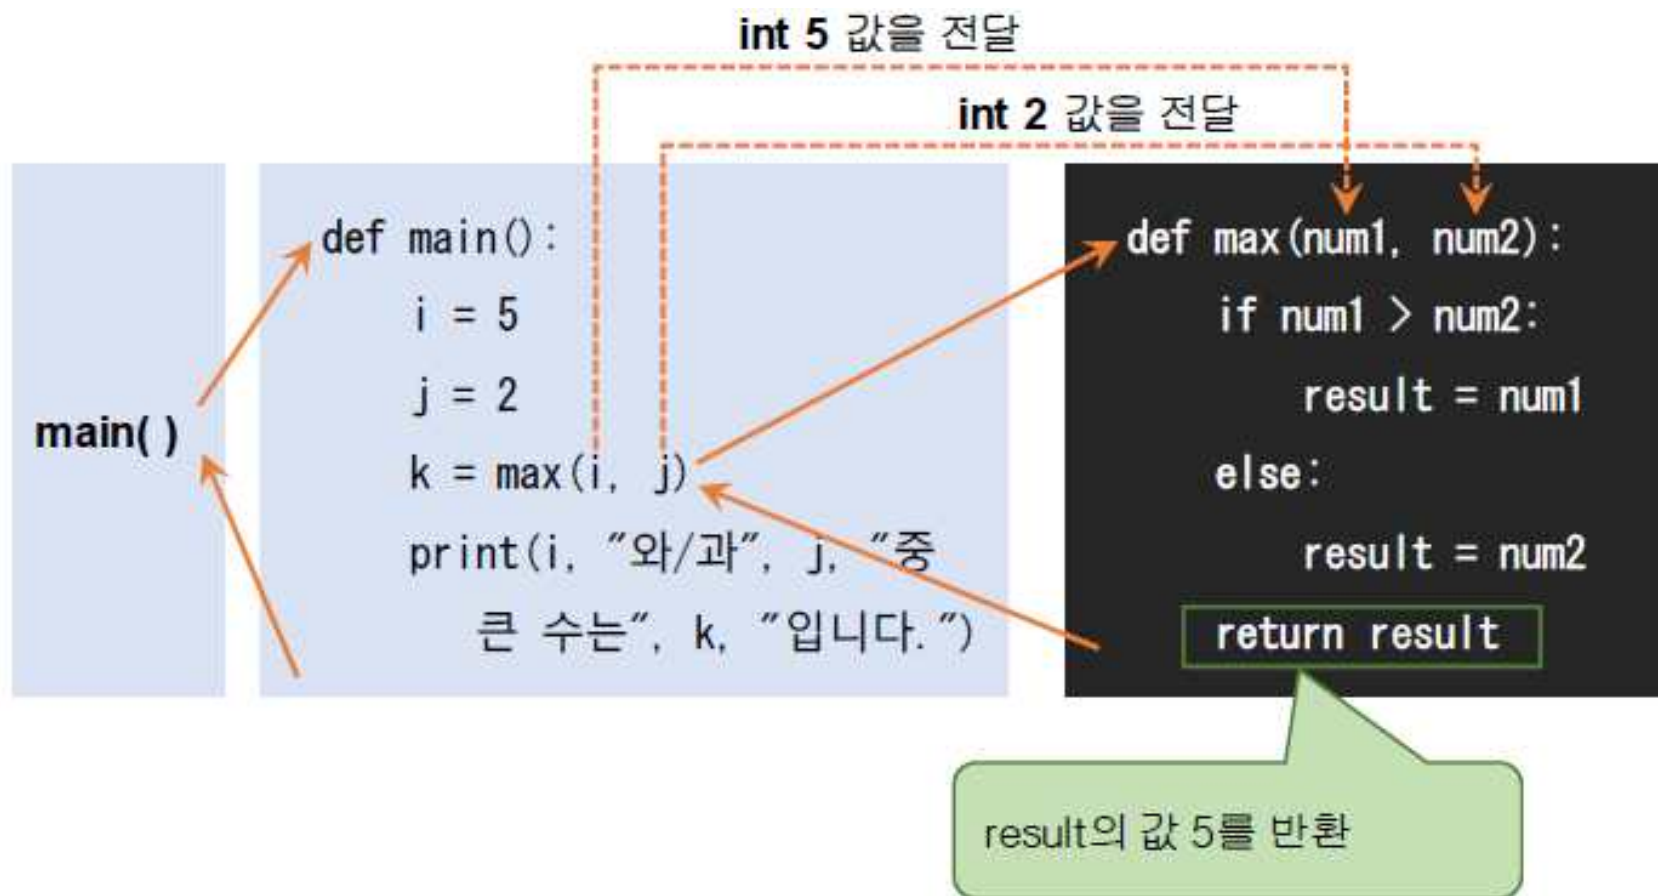 int 5 값을 전달
int 2 값을 전달
main( )
def main():
i = 5
j = 2
k = max(i, j)
print(i, "와/과", j, "중
큰 수는", k, "입니다.")
def max(num1, num2):
if num1 > num2:
result = num1
else:
result = num2
return result
result의 값 5를 반환